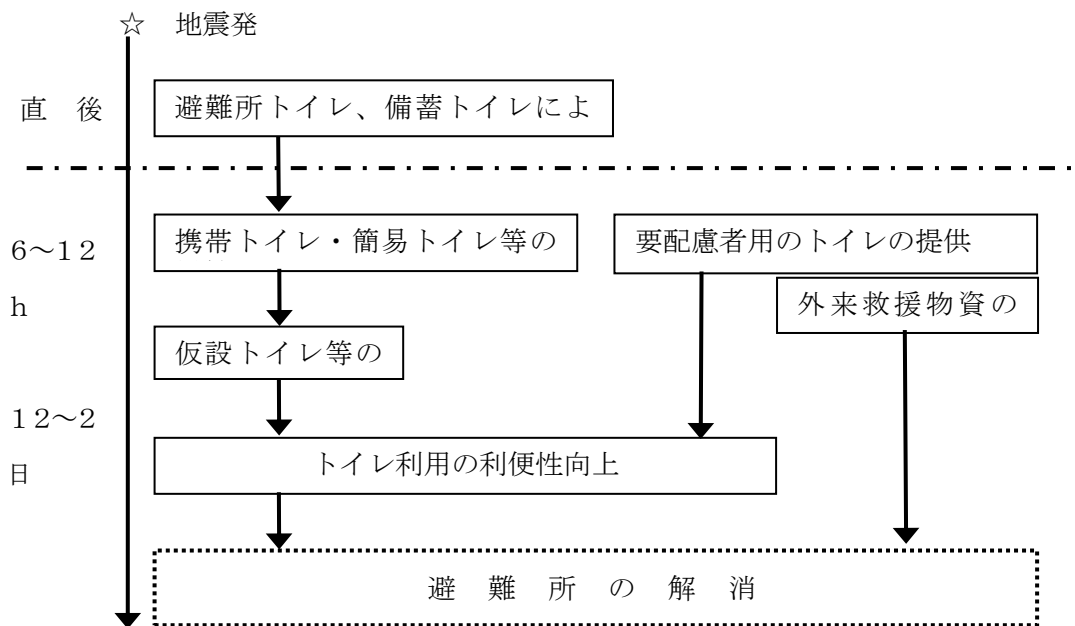 ☆ 地震発
直 後
避難所トイレ、備蓄トイレによ
6～12
h
携帯トイレ・簡易トイレ等の
要配慮者用のトイレの提供
外来救援物資の
仮設トイレ等の
12～2
日
トイレ利用の利便性向上
避 難 所 の 解 消